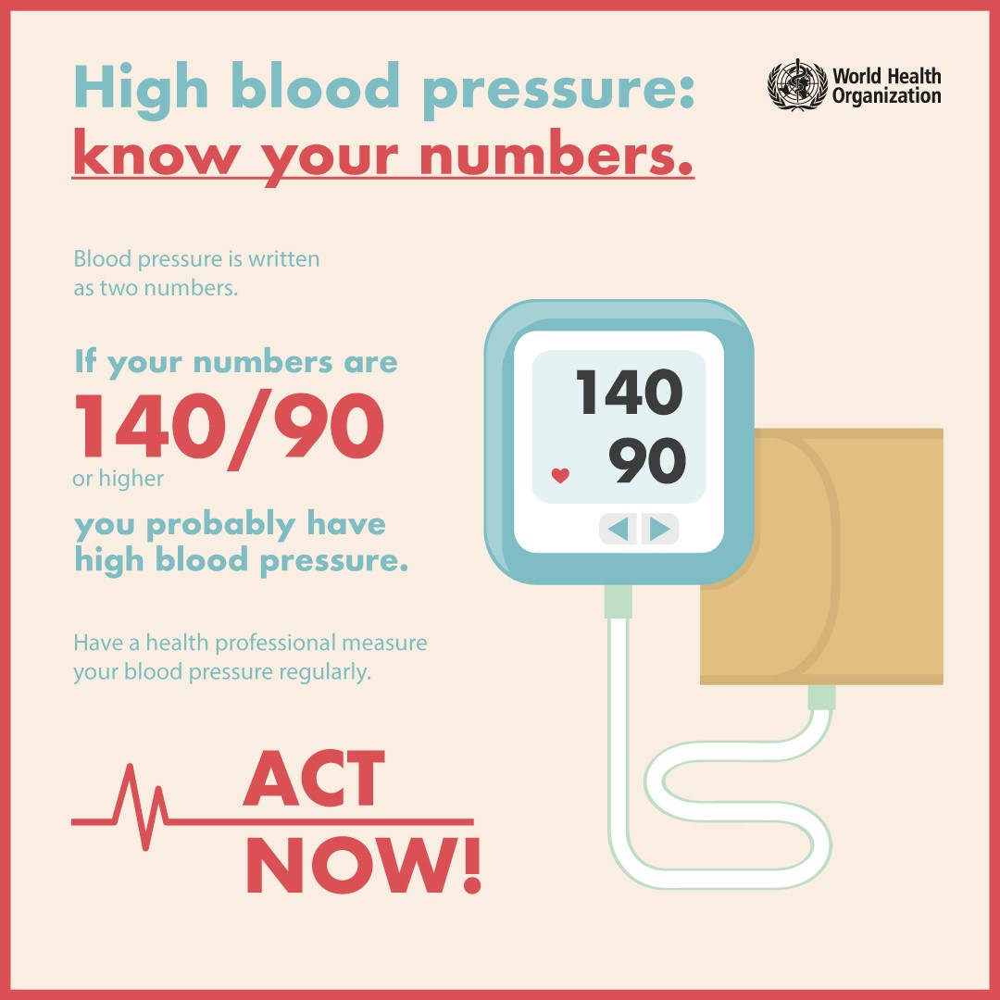 High blood pressure:
know your numbers.
World Health
Organization
Blood pressure is written
as two numbers.
If your numbers are
140/90
or higher
you probably have
high blood pressure.
Have a health professional measure
your blood pressure regularly.
ACT
NOW!
140
90